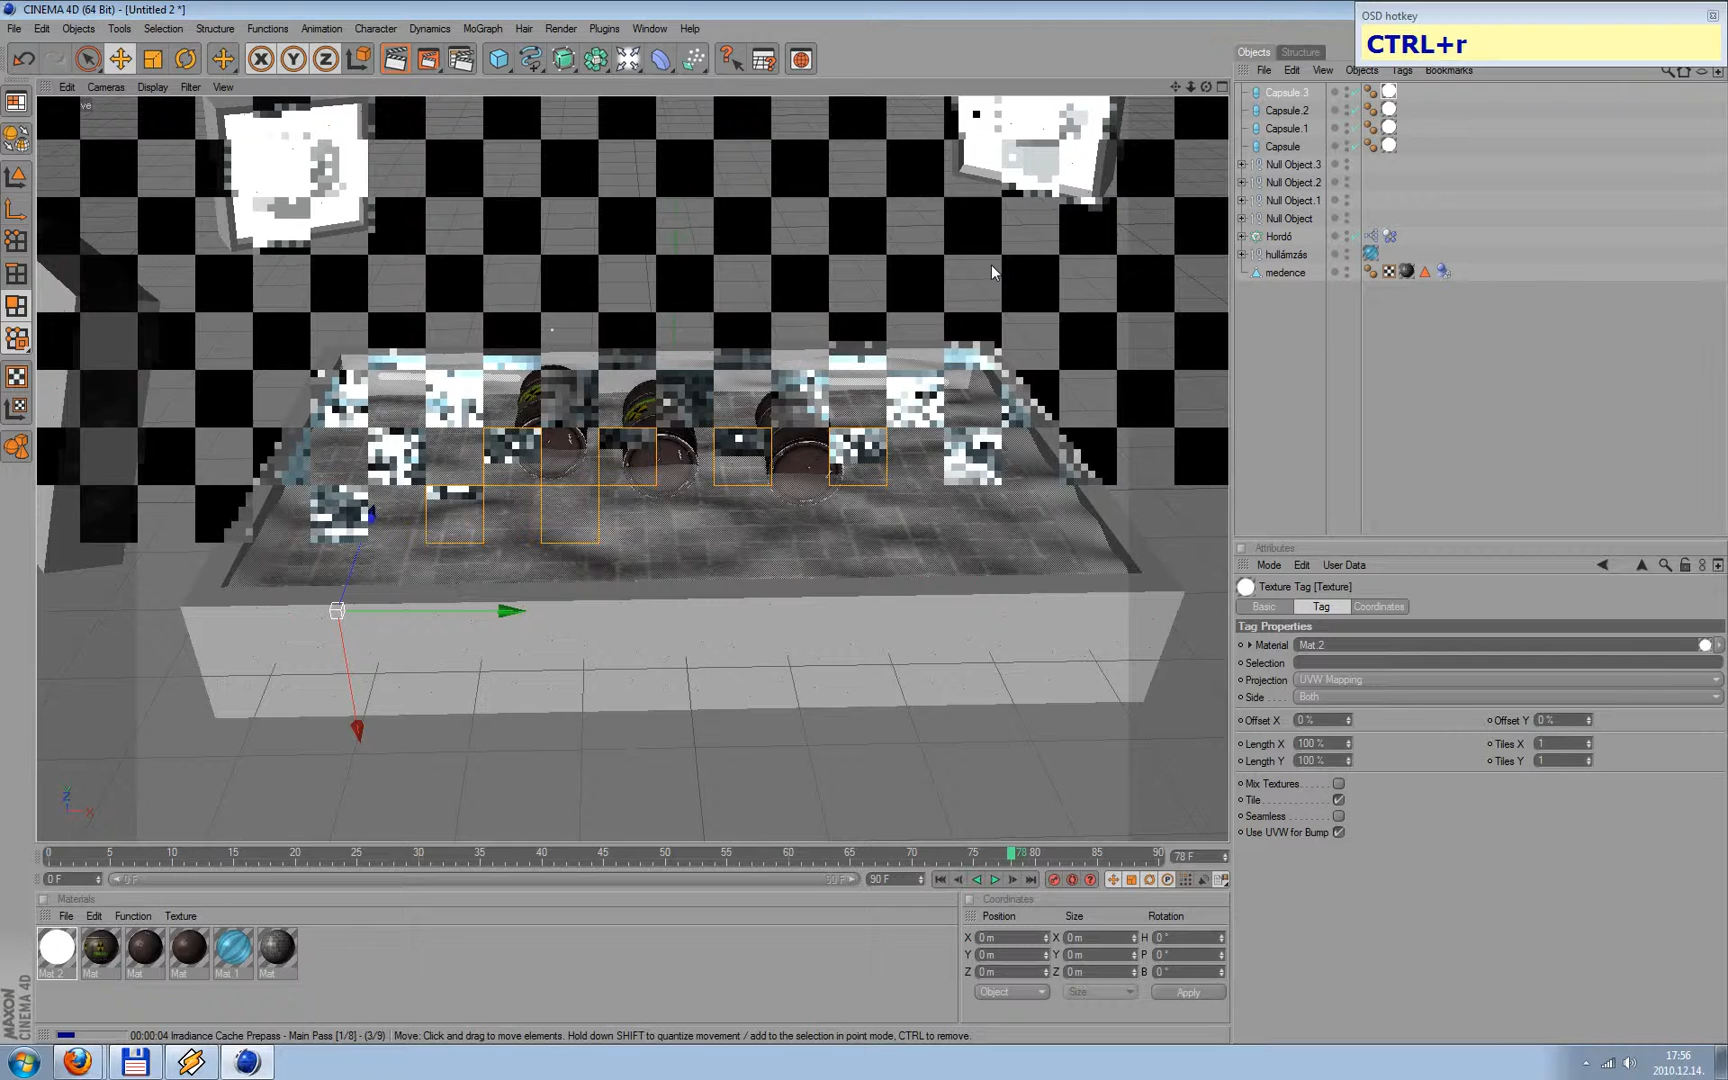 CINEMA 4D (64 Bit) - [Untitled 2 *]
OSD hotkey
CTRL+r
File Edit Objects Tools Selection Structure Functions Animation Character Dynamics MoGraph Hair Render Plugins Window Help
Objects Structure
File Edit View Objects Tags Bookmarks
Edit Cameras Display Filter View
Capsule.3
Capsule.2
Capsule.1
Capsule
Null Object.3
Null Object.2
Null Object.1
Null Object
Hordó
hullámzás
medence
Attributes
Mode Edit User Data
Texture Tag [Texture]
Basic Tag Coordinates
Tag Properties
Material Mat.2
Selection
Projection UVW Mapping
Side Both
Offset X 0 % Offset Y 0 %
Length X 100 % Tiles X 1
Length Y 100 % Tiles Y 1
Mix Textures
Tile
Seamless
Use UVW for Bump
0 5 10 15 20 25 30 35 40 45 50 55 60 65 70 75 78 80 85 90 78 F
0 F 0 F 90 F
Materials
File Edit Function Texture
Mat.2 Mat Mat Mat Mat.1 Mat
Coordinates
Position Size Rotation
X 0 m X 0 m H 0 °
Y 0 m Y 0 m P 0 °
Z 0 m Z 0 m B 0 °
Object Size Apply
MAXON CINEMA 4D
00:00:04 Irradiance Cache Prepass - Main Pass [1/8] - (3/9) Move: Click and drag to move elements. Hold down SHIFT to quantize movement / add to the selection in point mode, CTRL to remove.
17:56
2010.12.14.